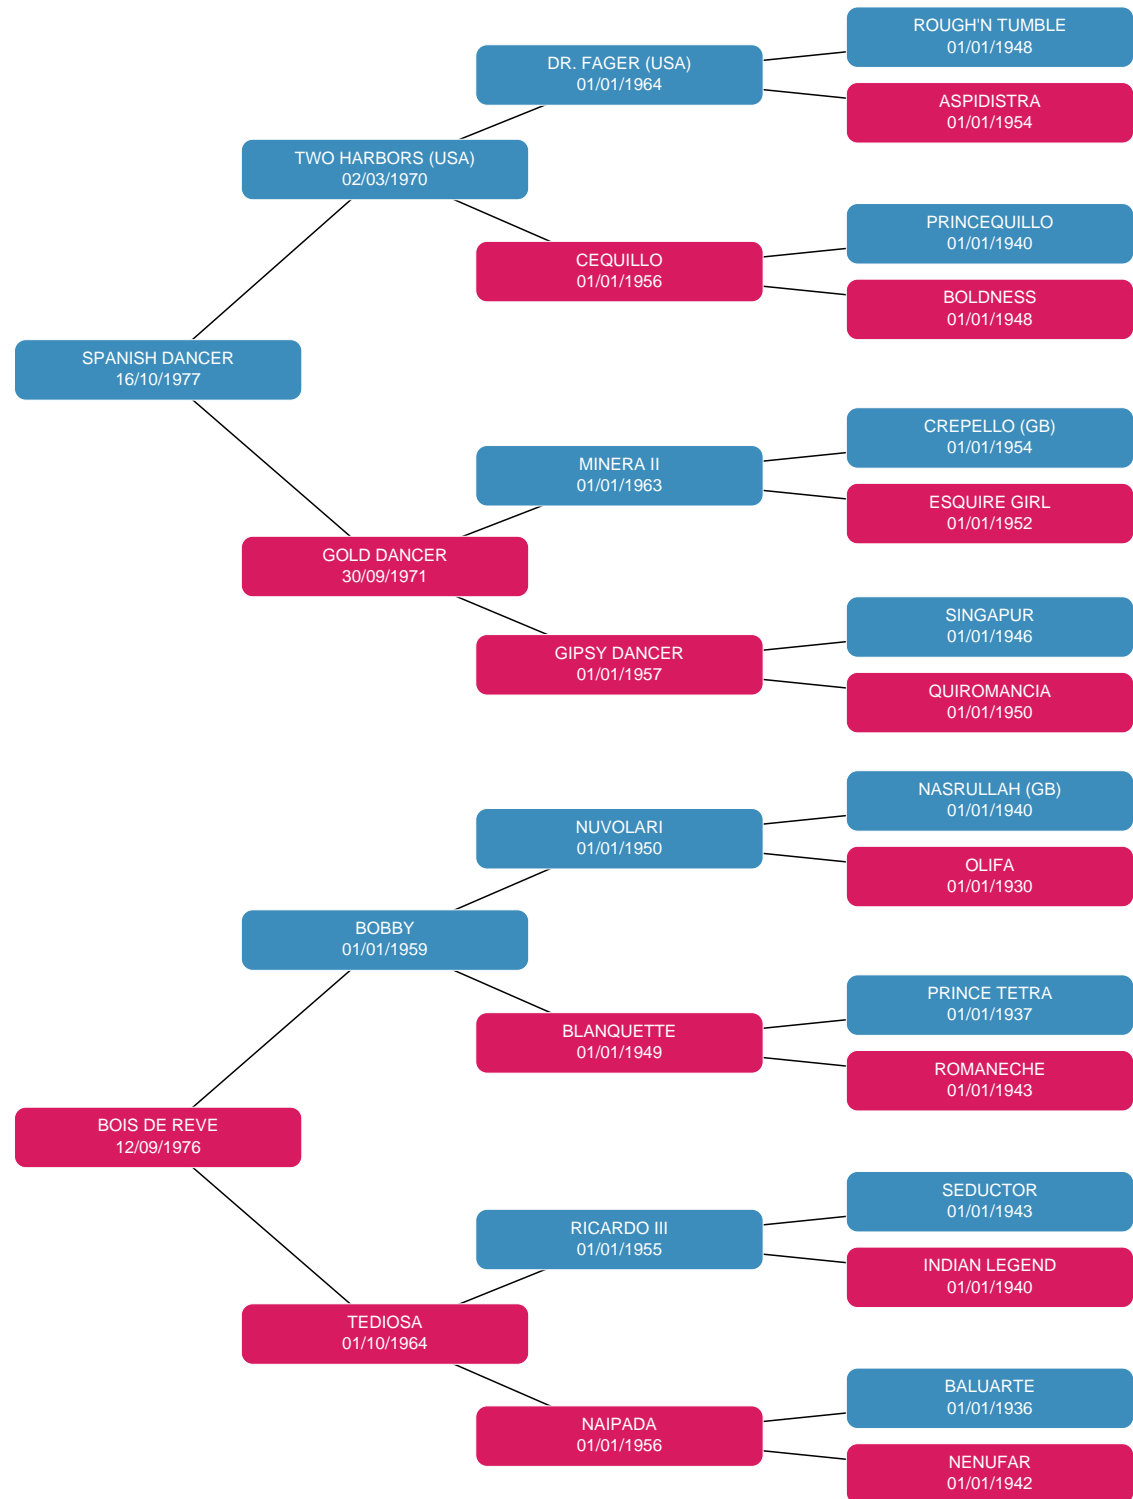 ROUGH'N TUMBLE
01/01/1948
DR. FAGER (USA)
01/01/1964
ASPIDISTRA
01/01/1954
TWO HARBORS (USA)
02/03/1970
PRINCEQUILLO
01/01/1940
CEQUILLO
01/01/1956
BOLDNESS
01/01/1948
SPANISH DANCER
16/10/1977
CREPELLO (GB)
01/01/1954
MINERA II
01/01/1963
ESQUIRE GIRL
01/01/1952
GOLD DANCER
30/09/1971
SINGAPUR
01/01/1946
GIPSY DANCER
01/01/1957
QUIROMANCIA
01/01/1950
NASRULLAH (GB)
01/01/1940
NUVOLARI
01/01/1950
OLIFA
01/01/1930
BOBBY
01/01/1959
PRINCE TETRA
01/01/1937
BLANQUETTE
01/01/1949
ROMANECHE
01/01/1943
BOIS DE REVE
12/09/1976
SEDUCTOR
01/01/1943
RICARDO III
01/01/1955
INDIAN LEGEND
01/01/1940
TEDIOSA
01/10/1964
BALUARTE
01/01/1936
NAIPADA
01/01/1956
NENUFAR
01/01/1942